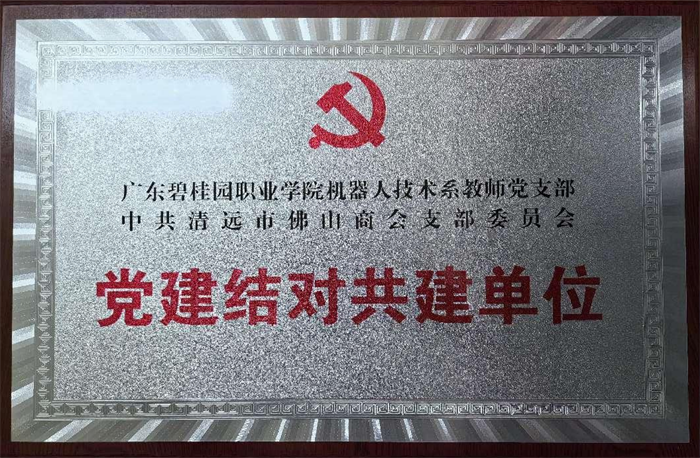 广东碧桂园职业学院机器人技术系教师党支部
中共清远市佛山商会支部委员会
党建结对共建单位